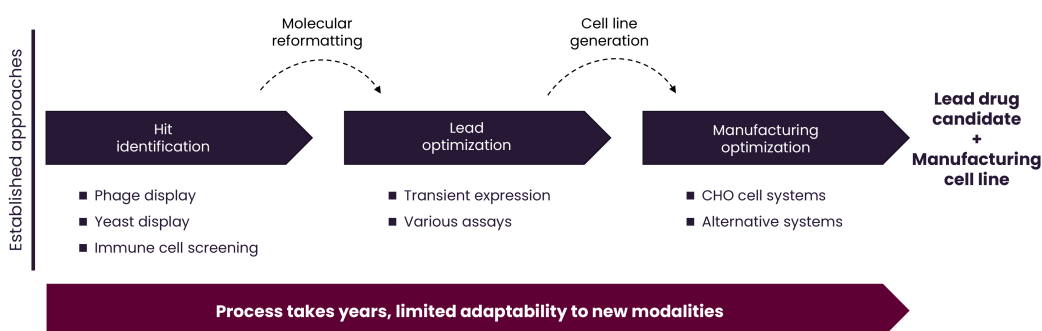 Established approaches
Molecular
reformatting
Cell line
generation
Hit
identification
Lead
optimization
Manufacturing
optimization
Lead drug
candidate
+
Manufacturing
cell line
Phage display
Yeast display
Immune cell screening
Transient expression
Various assays
CHO cell systems
Alternative systems
Process takes years, limited adaptability to new modalities